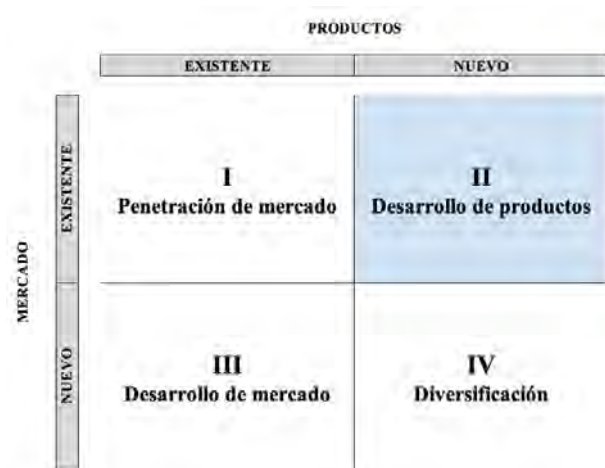 PRODUCTOS
EXISTENTE
NUEVO
MERCADO
EXISTENTE
I
Penetración de mercado
II
Desarrollo de productos
NUEVO
III
Desarrollo de mercado
IV
Diversificación